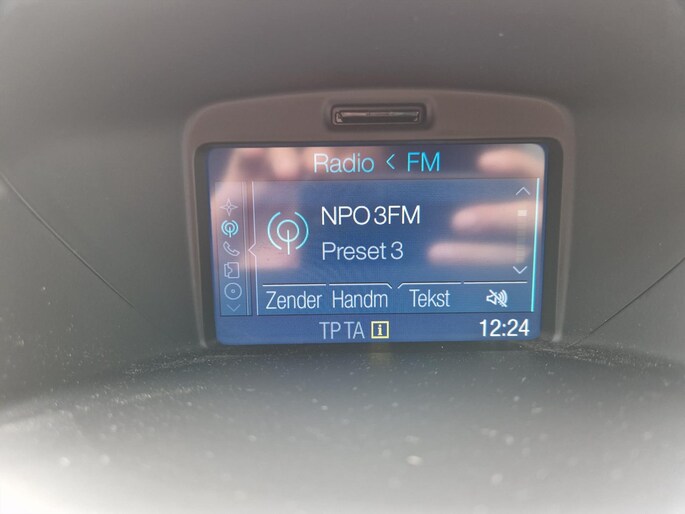 Radio < FM
NPO 3FM
Preset 3
Zender Handm Tekst
TP TA i 12:24